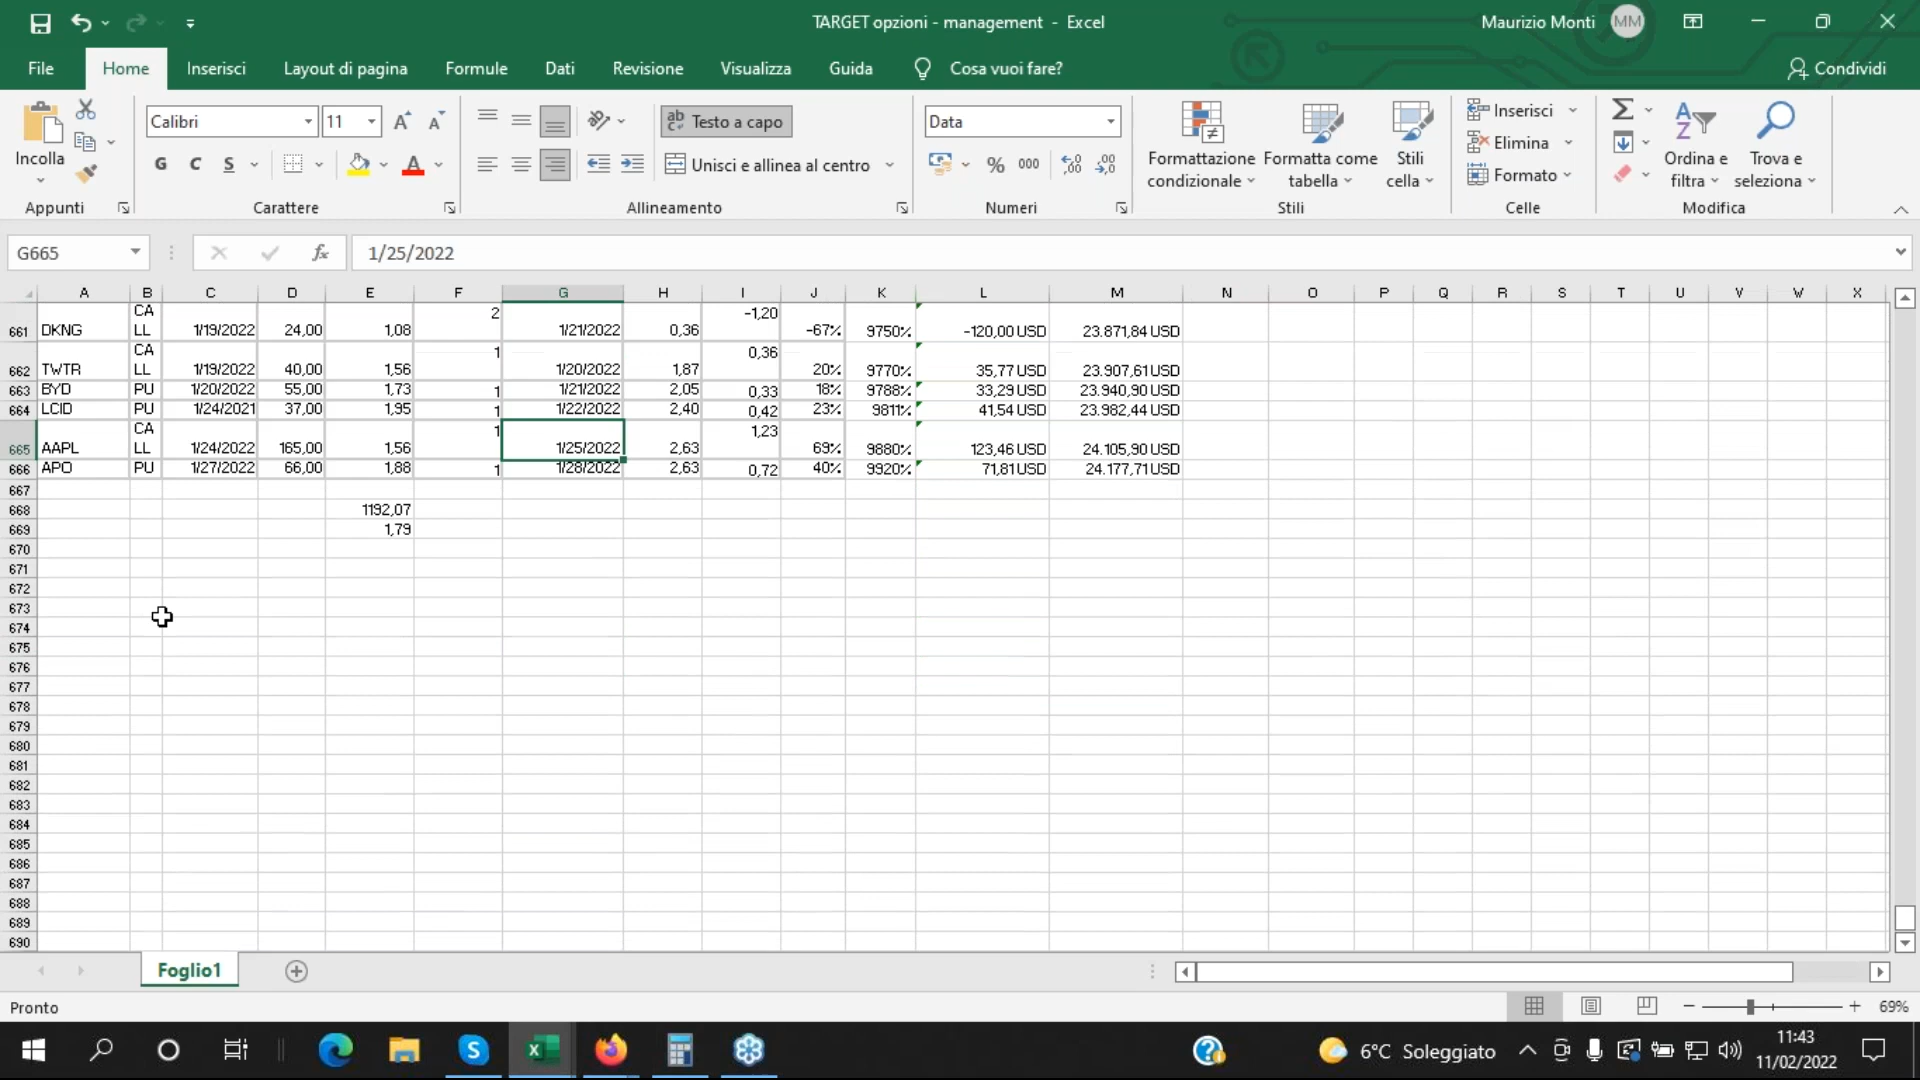 TARGET opzioni - management - Excel
Maurizio Monti MM
File Home Inserisci Layout di pagina Formule Dati Revisione Visualizza Guida Cosa vuoi fare? Condividi
Incolla
Appunti
Calibri 11
G C S A
Carattere
ab Testo a capo
Unisci e allinea al centro
Allineamento
Data
% 000
Numeri
Formattazione condizionale
Formatta come tabella
Stili cella
Stili
Inserisci
Elimina
Formato
Celle
Ordina e filtra
Trova e seleziona
Modifica
G665 fx 1/25/2022
A B C D E F G H I J K L M N O P Q R S T U V W X
661 DKNG CALL 1/19/2022 24,00 1,08 2 1/21/2022 0,36 -1,20 -67% 9750% -120,00 USD 23.871,84 USD
662 TWTR CALL 1/19/2022 40,00 1,56 1 1/20/2022 1,87 0,36 20% 9770% 35,77 USD 23.907,61 USD
663 BYD PU 1/20/2022 55,00 1,73 1 1/21/2022 2,05 0,33 18% 9788% 33,29 USD 23.940,90 USD
664 LCID PU 1/24/2021 37,00 1,95 1 1/22/2022 2,40 0,42 23% 9811% 41,54 USD 23.982,44 USD
665 AAPL CALL 1/24/2022 165,00 1,56 1 1/25/2022 2,63 1,23 69% 9880% 123,46 USD 24.105,90 USD
666 APO PU 1/27/2022 66,00 1,88 1 1/28/2022 2,63 0,72 40% 9920% 71,81 USD 24.177,71 USD
667
668 1192,07
669 1,79
670
671
672
673
674
675
676
677
678
679
680
681
682
683
684
685
686
687
688
689
690
Foglio1
Pronto
69%
6°C Soleggiato
11:43
11/02/2022